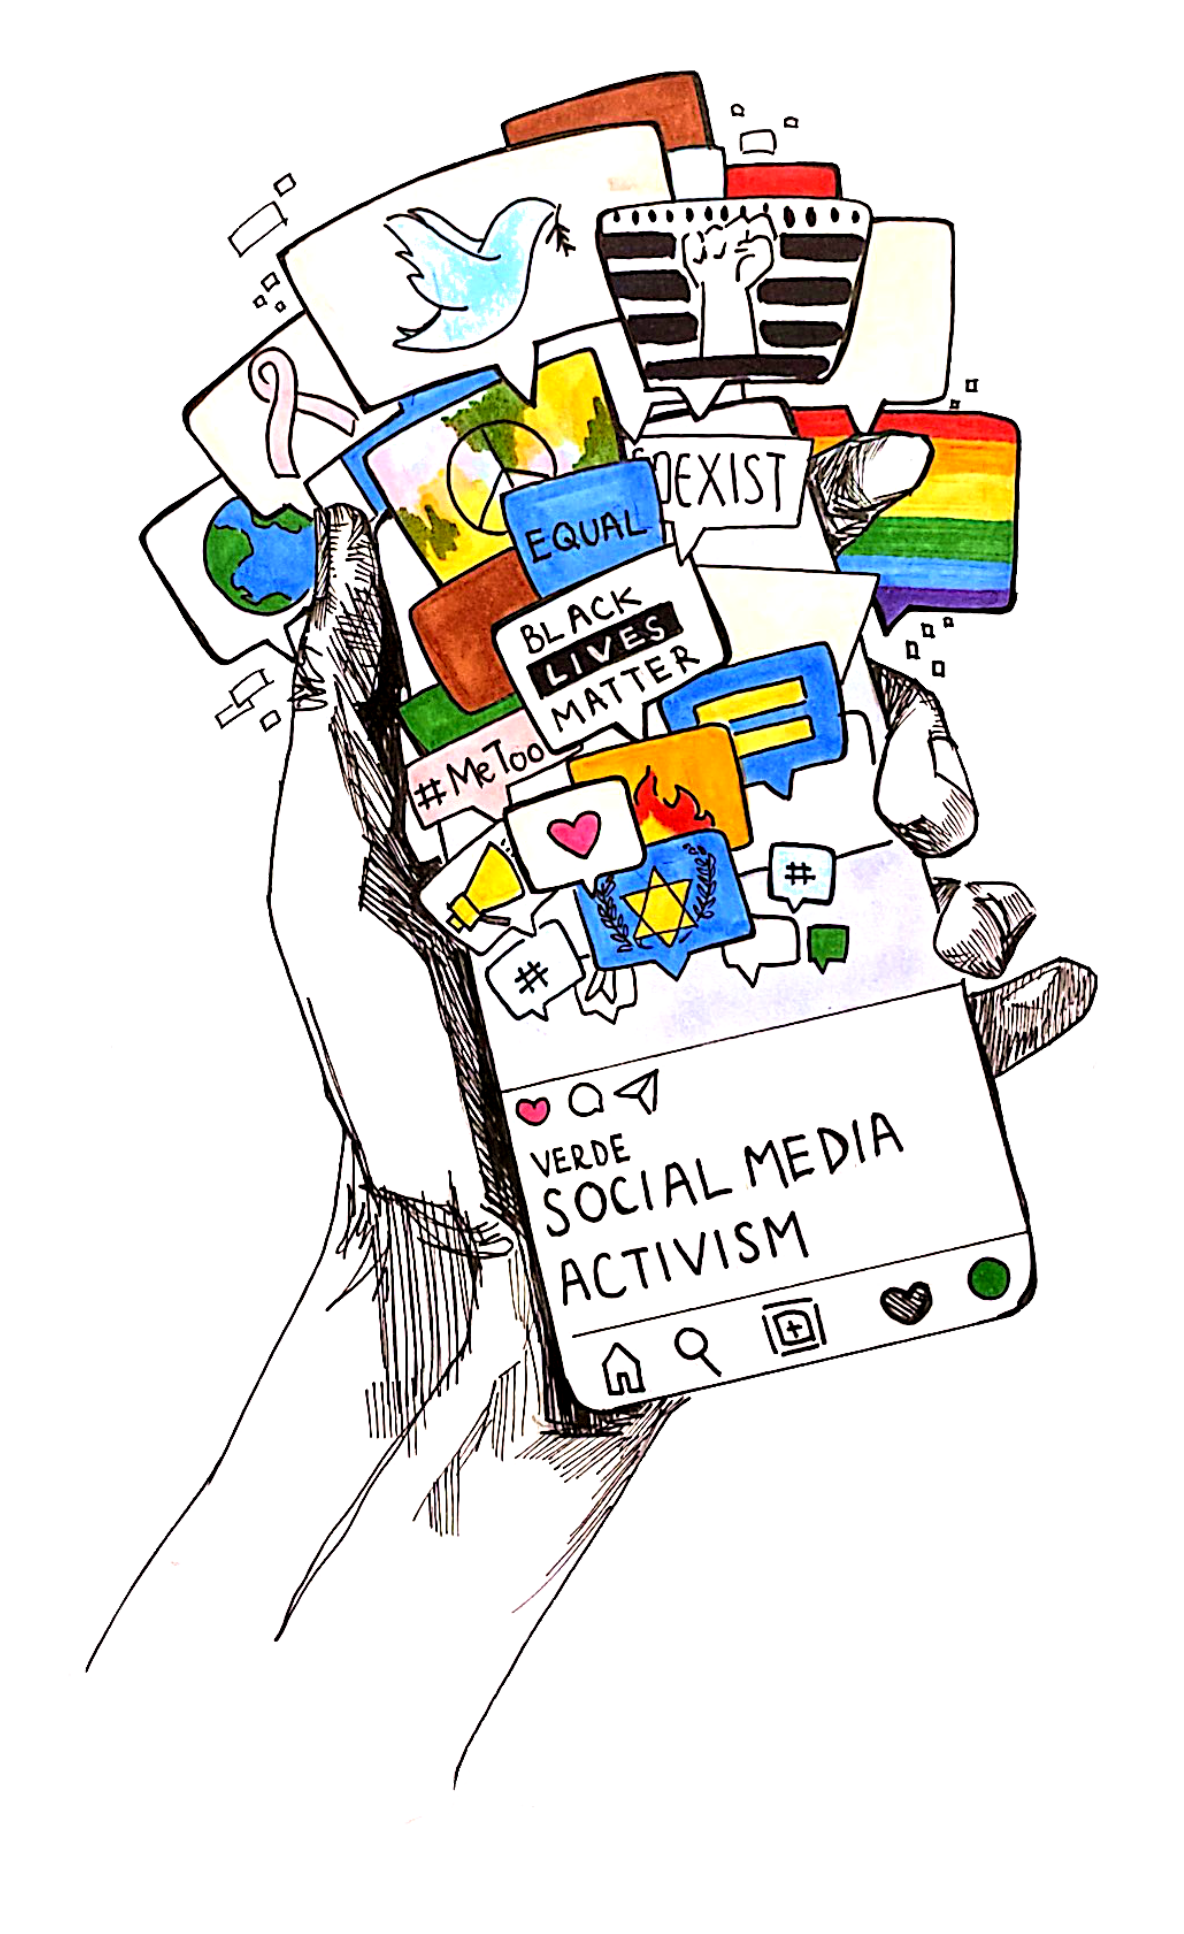 COEXIST
EQUAL
BLACK
LIVES
MATTER
#MeToo
#
#
VERDE
SOCIAL MEDIA
ACTIVISM